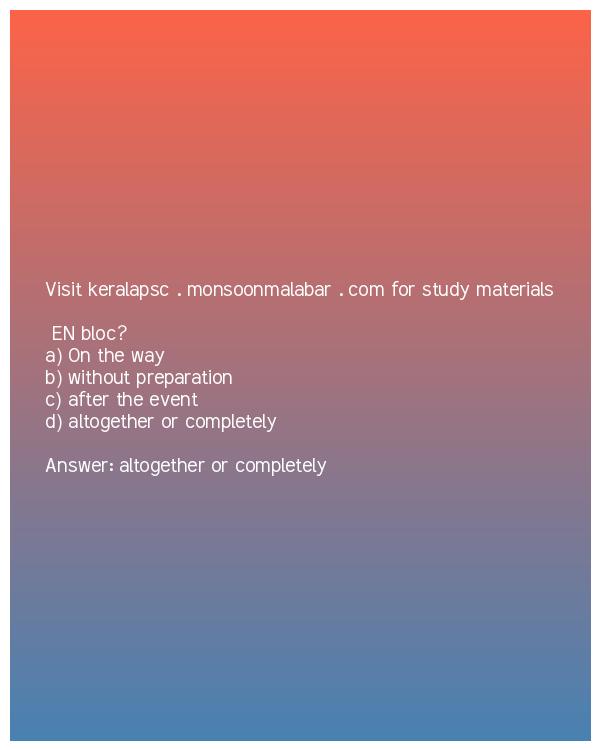 Visit keralapsc . monsoonmalabar . com for study materials
EN bloc?
a) On the way
b) without preparation
c) after the event
d) altogether or completely
Answer: altogether or completely